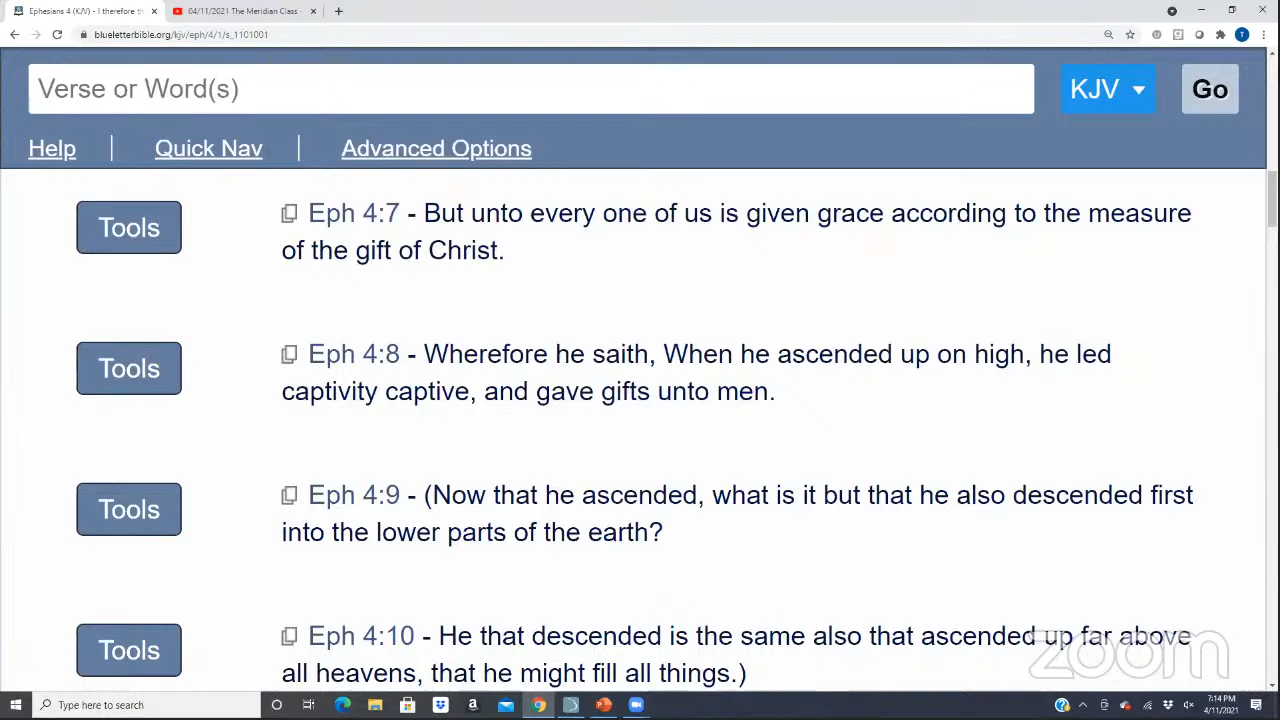 Ephesians 4 (KJV) - I therefore th
04/11/2021 The Meridian Class -
blueletterbible.org/kjv/eph/4/1/s_1101001
T
Verse or Word(s)
KJV
Go
Help | Quick Nav | Advanced Options
Tools
Eph 4:7 - But unto every one of us is given grace according to the measure
of the gift of Christ.
Tools
Eph 4:8 - Wherefore he saith, When he ascended up on high, he led
captivity captive, and gave gifts unto men.
Tools
Eph 4:9 - (Now that he ascended, what is it but that he also descended first
into the lower parts of the earth?
Tools
Eph 4:10 - He that descended is the same also that ascended up far above
all heavens, that he might fill all things.)
zoom
Type here to search
7:14 PM
4/11/2021